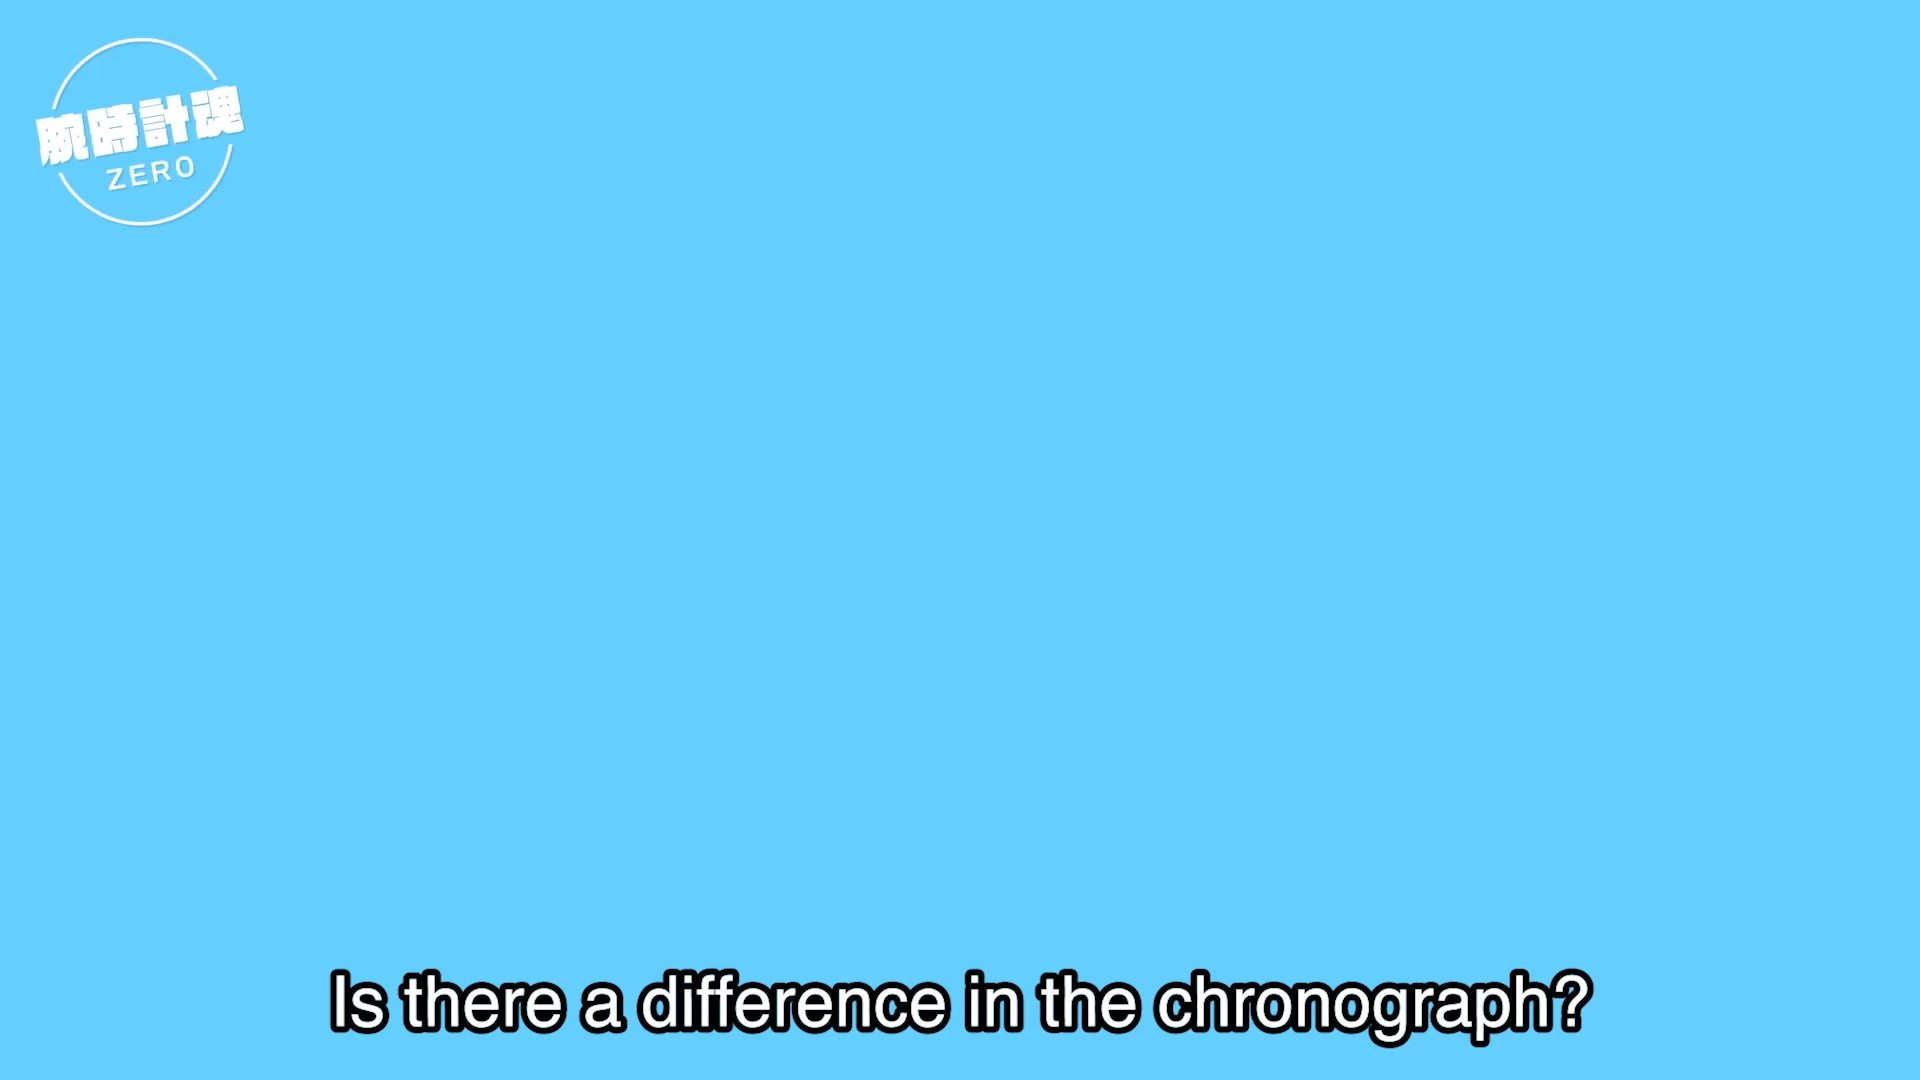 腕時計魂
ZERO
Is there a difference in the chronograph?